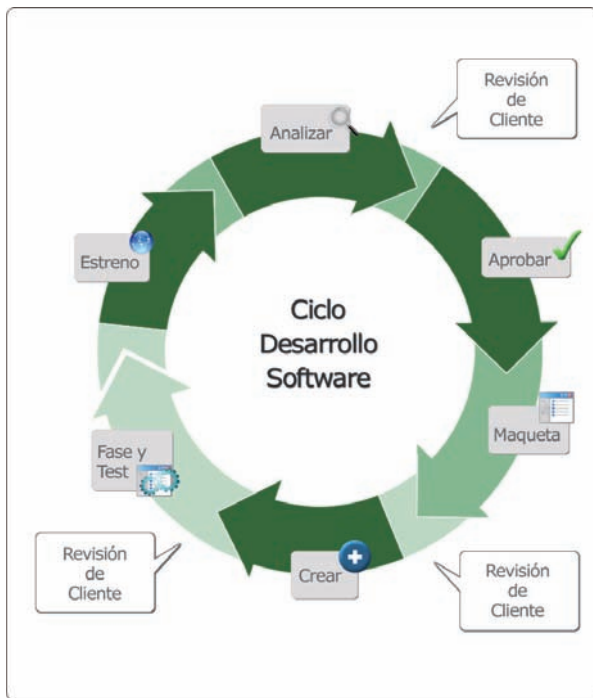 Revisión
de
Cliente
Analizar
Estreno
Aprobar
Ciclo
Desarrollo
Software
Maqueta
Fase y
Test
Crear
Revisión
de
Cliente
Revisión
de
Cliente